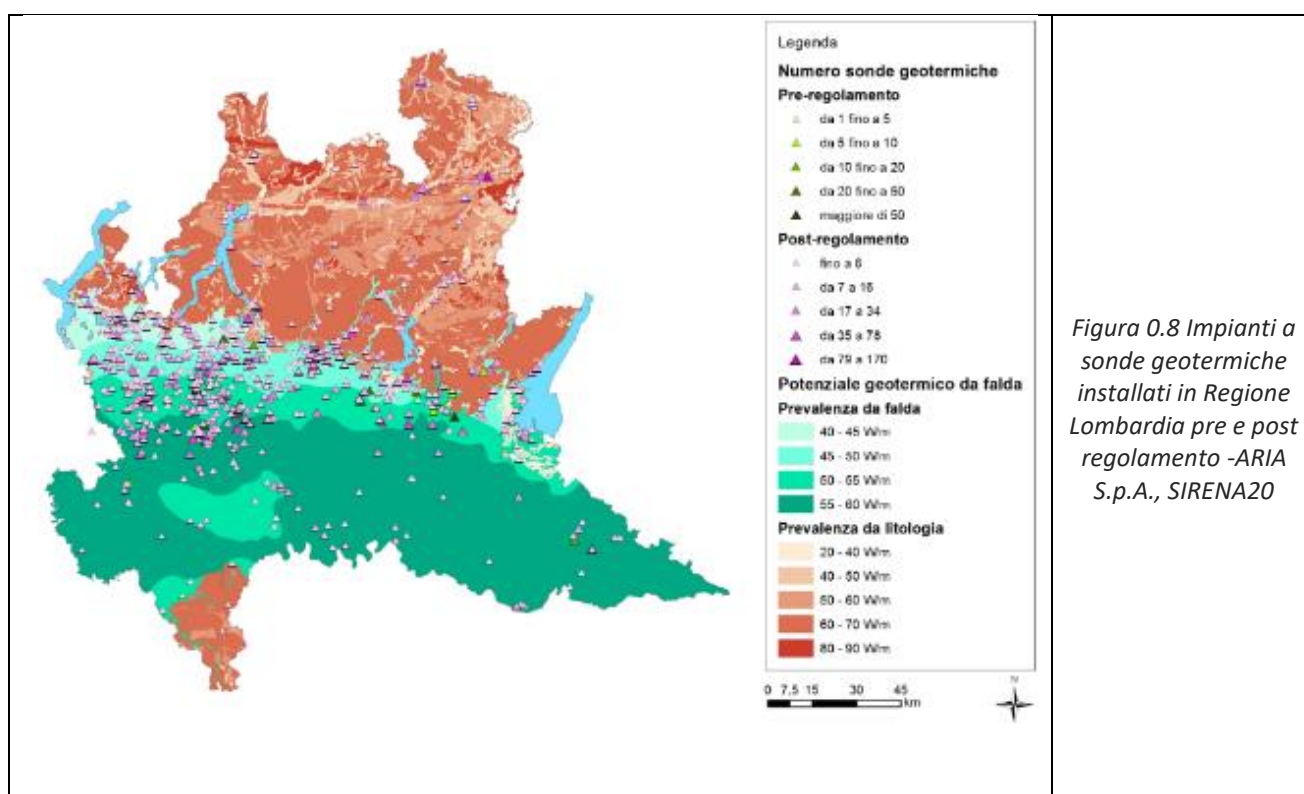 Legenda
Numero sonde geotermiche
Pre-regolamento
da 1 fino a 5
da 5 fino a 10
da 10 fino a 20
da 20 fino a 50
maggiore di 50
Post-regolamento
fino a 6
da 7 a 16
da 17 a 34
da 35 a 78
da 79 a 170
Potenziale geotermico da falda
Prevalenza da falda
40 - 45 W/m
45 - 50 W/m
50 - 55 W/m
55 - 60 W/m
Prevalenza da litologia
20 - 40 W/m
40 - 50 W/m
50 - 60 W/m
60 - 70 W/m
80 - 90 W/m
0 7,5 15 30 45
km
N
Figura 0.8 Impianti a
sonde geotermiche
installati in Regione
Lombardia pre e post
regolamento -ARIA
S.p.A., SIRENA20